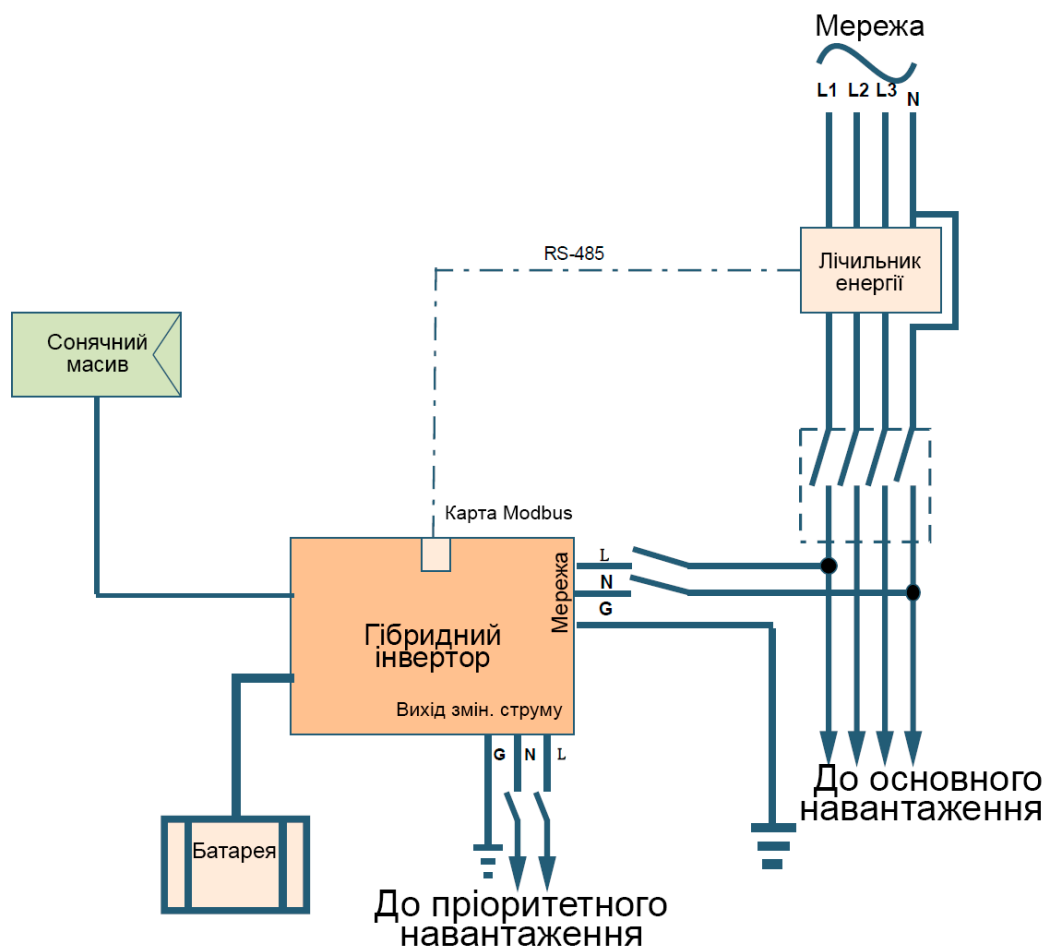 Мережа
L1 L2 L3 N
RS-485
Лічильник
енергії
Сонячний
масив
Карта Modbus
L
N
G
Мережа
Гібридний
інвертор
Вихід змін. струму
G N L
До основного
навантаження
Батарея
До пріоритетного
навантаження